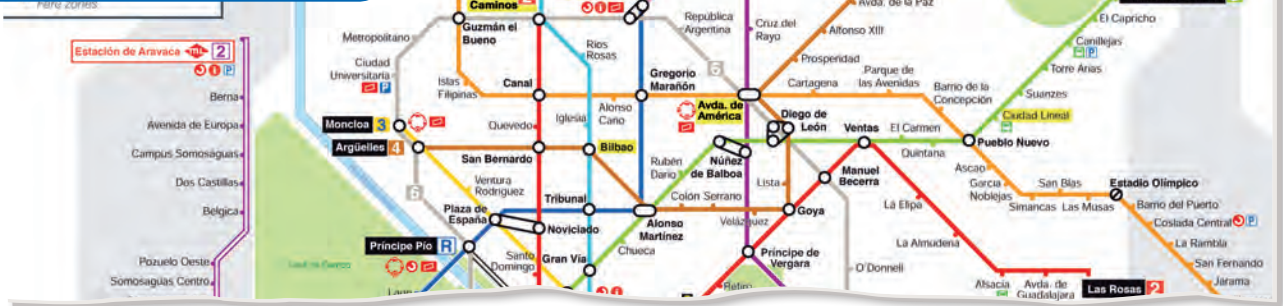 Estación de Aravaca
ML 2
Berna
Avenida de Europa
Campus Somosaguas
Dos Castillas
Bélgica
Pozuelo Oeste
Somosaguas Centro
Caminos
Guzmán el
Bueno
Metropolitano
Ciudad
Universitaria
P
Islas
Filipinas
Moncloa 3
Argüelles 4
6
Ventura
Rodríguez
Plaza de
España
Príncipe Pío R
Lago
Canal
Quevedo
San Bernardo
Tribunal
Noviciado
Santo
Domingo
Gran Vía
Ríos
Rosas
Iglesia
Bilbao
Alonso
Cano
Gregorio
Marañón
Rubén
Darío
Colón
Serrano
Alonso
Martínez
Chueca
República
Argentina
6
Avda. de
América
Núñez
de Balboa
Velázquez
Príncipe de
Vergara
Retiro
Cruz del
Rayo
Avda. de la Paz
Alfonso XIII
Prosperidad
Cartagena
Parque de
las Avenidas
Barrio de la
Concepción
Diego de
León
Lista
Goya
Manuel
Becerra
O'Donnell
Ventas
El Carmen
Quintana
Pueblo Nuevo
Ciudad Lineal
Suanzes
Torre Arias
Canillejas
P
El Capricho
Ascao
García
Noblejas
Simancas
San Blas
Las Musas
Estadio Olímpico
Barrio del Puerto
Coslada Central P
La Rambla
San Fernando
Jarama
La Elipa
La Almudena
Alsacia
Avda. de
Guadalajara
Las Rosas 2